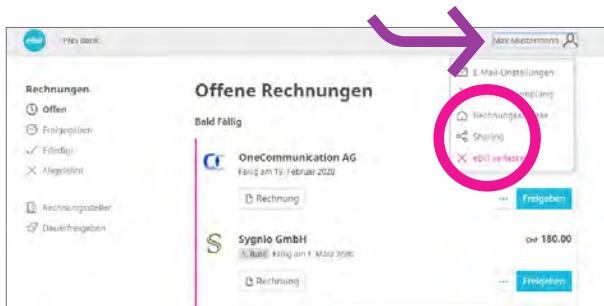 eBill
Max Mustermann
E-Mail-Einstellungen
Rechnungen
Offene Rechnungen
Offen
Sharing
Freigegeben
Bald Fällig
eBill verlassen
Erledigt
OneCommunication AG
Abgelehnt
Fällig am 19. Februar 2020
Rechnung
··· Freigeben
Rechnungssteller
Dauerfreigaben
Sygnio GmbH
CHF 180.00
Fällig am 1. März 2020
Rechnung
··· Freigeben